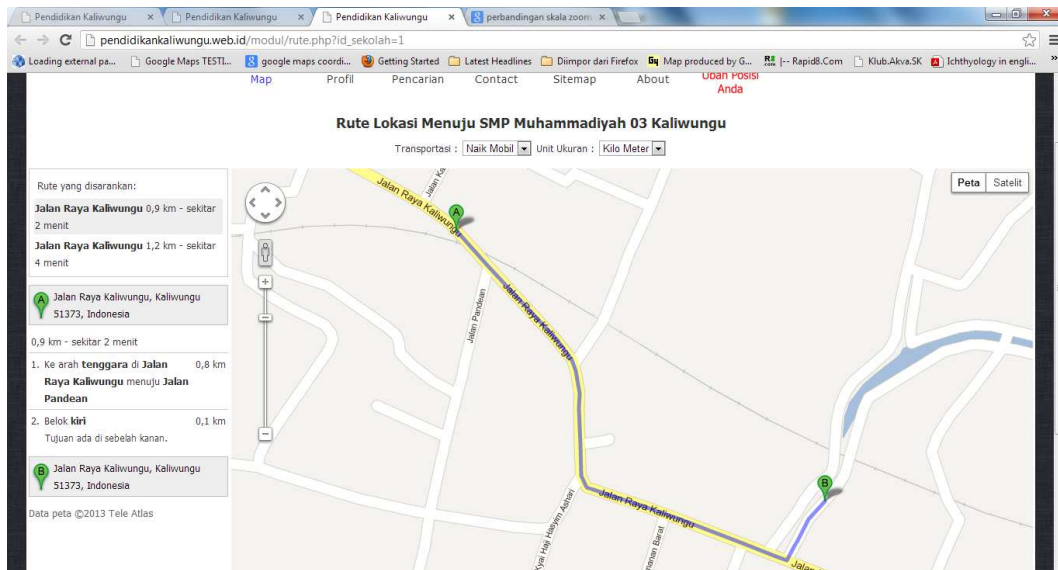 Pendidikan Kaliwungu
Pendidikan Kaliwungu
Pendidikan Kaliwungu
perbandingan skala zoom
pendidikankaliwungu.web.id/modul/rute.php?id_sekolah=1
Loading external pa... Google Maps TESTI... google maps coordi... Getting Started Latest Headlines Diimpor dari Firefox Map produced by G... |-- Rapid8.Com Klub.Akva.SK Ichthyology in engli... »
Map Profil Pencarian Contact Sitemap About Ubah Posisi
Anda
Rute Lokasi Menuju SMP Muhammadiyah 03 Kaliwungu
Transportasi : Naik Mobil Unit Ukuran : Kilo Meter
Rute yang disarankan:
Jalan Raya Kaliwungu 0,9 km - sekitar
2 menit
Jalan Raya Kaliwungu 1,2 km - sekitar
4 menit
A Jalan Raya Kaliwungu, Kaliwungu
51373, Indonesia
0,9 km - sekitar 2 menit
1. Ke arah tenggara di Jalan 0,8 km
Raya Kaliwungu menuju Jalan
Pandean
2. Belok kiri 0,1 km
Tujuan ada di sebelah kanan.
B Jalan Raya Kaliwungu, Kaliwungu
51373, Indonesia
Data peta ©2013 Tele Atlas
Peta Satelit
Jalan Raya Kaliwungu
A
Jalan Pandean
Jalan Raya Kaliwungu
B
Jalan Raya Kaliwungu
Kyai Haji Hasyim Ashari
Barat
Jalan